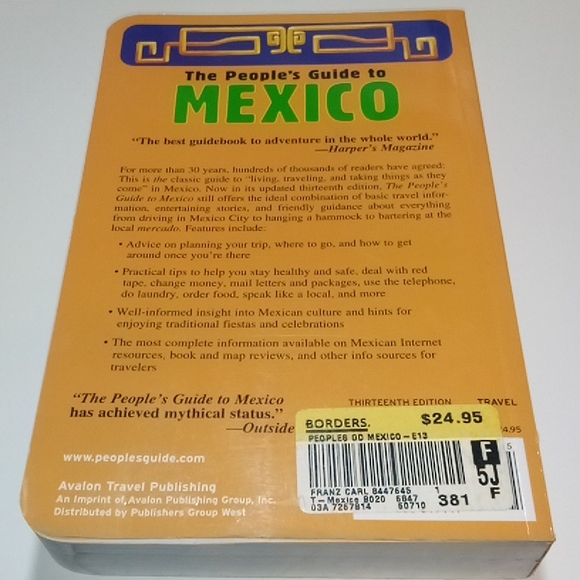 The People's Guide to
MEXICO
"The best guidebook to adventure in the whole world."
—Harper's Magazine
For more than 30 years, hundreds of thousands of readers have agreed:
This is the classic guide to "living, traveling, and taking things as they
come" in Mexico. Now in its updated thirteenth edition, The People's
Guide to Mexico still offers the ideal combination of basic travel infor-
mation, entertaining stories, and friendly guidance about everything
from driving in Mexico City to hanging a hammock to bartering at the
local mercado. Features include:
• Advice on planning your trip, where to go, and how to get
around once you're there
• Practical tips to help you stay healthy and safe, deal with red
tape, change money, mail letters and packages, use the telephone,
do laundry, order food, speak like a local, and more
• Well-informed insight into Mexican culture and hints for
enjoying traditional fiestas and celebrations
• The most complete information available on Mexican Internet
resources, book and map reviews, and other info sources for
travelers
"The People's Guide to Mexico
has achieved mythical status."
—Outside
THIRTEENTH EDITION TRAVEL
BORDERS. $24.95
PEOPLES GD MEXICO-E13
4.95
5
F
5J
F
FRANZ CARL 8447645 1
T-Mexico 8020 6847
03A 7267814 50710
381
www.peoplesguide.com
Avalon Travel Publishing
An Imprint of Avalon Publishing Group, Inc.
Distributed by Publishers Group West